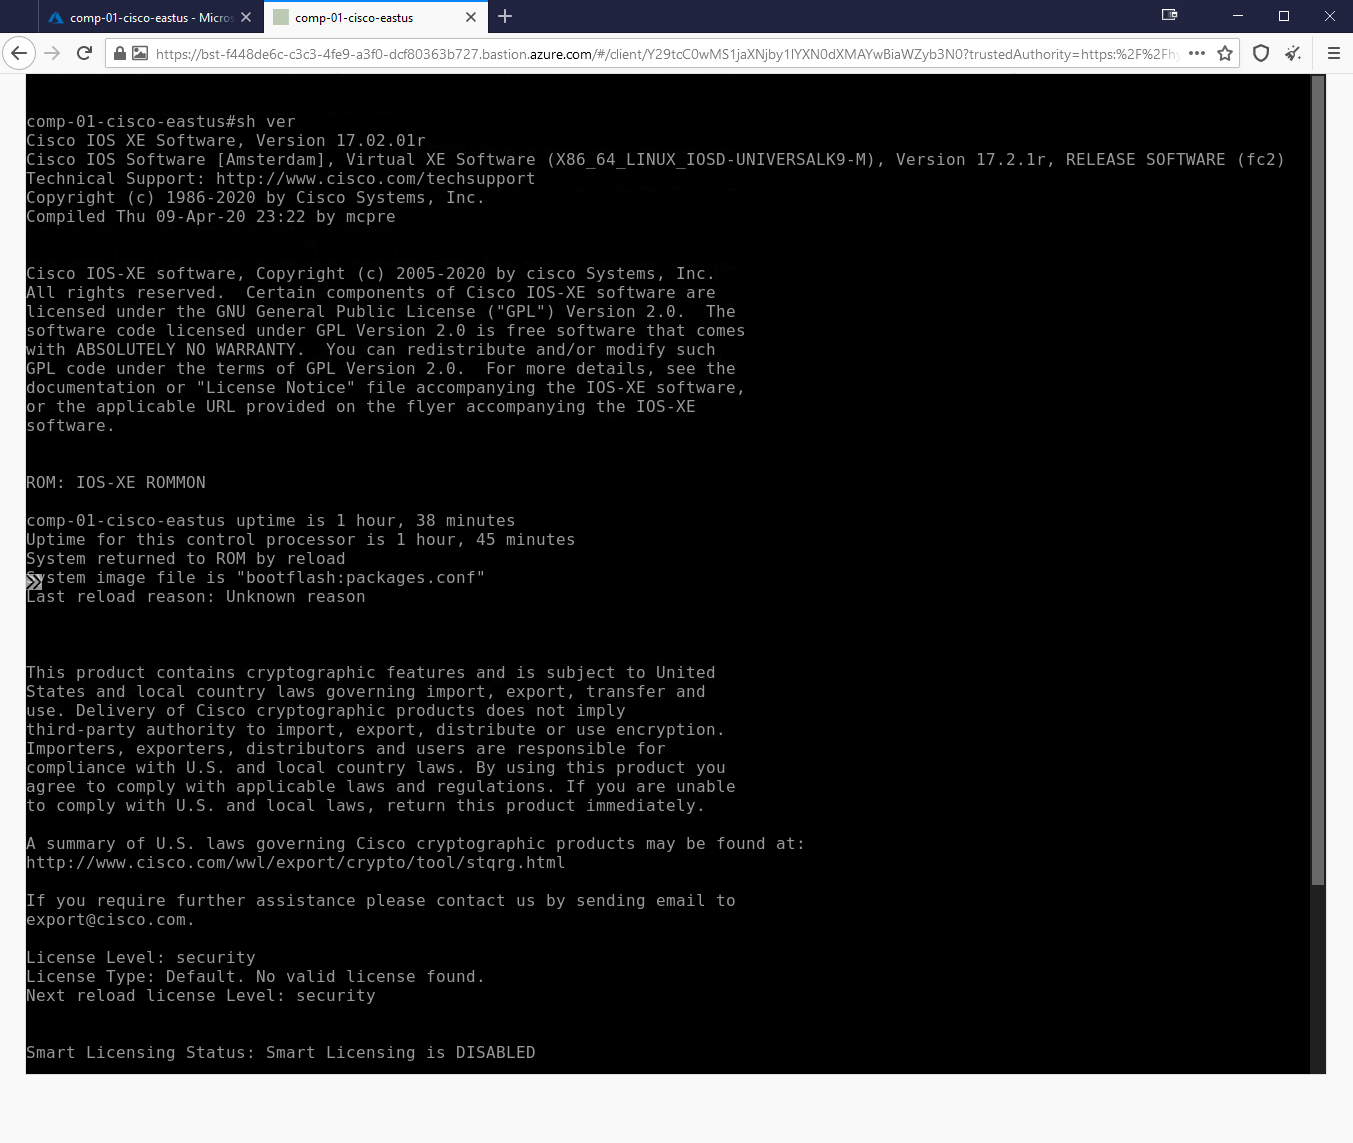 comp-01-cisco-eastus - Micros
comp-01-cisco-eastus
https://bst-f448de6c-c3c3-4fe9-a3f0-dcf80363b727.bastion.azure.com/#/client/Y29tcC0wMS1jaXNjby1lYXN0dXMAYwBiaWZyb3N0?trustedAuthority=https:%2F%2Fhy
comp-01-cisco-eastus#sh ver
Cisco IOS XE Software, Version 17.02.01r
Cisco IOS Software [Amsterdam], Virtual XE Software (X86_64_LINUX_IOSD-UNIVERSALK9-M), Version 17.2.1r, RELEASE SOFTWARE (fc2)
Technical Support: http://www.cisco.com/techsupport
Copyright (c) 1986-2020 by Cisco Systems, Inc.
Compiled Thu 09-Apr-20 23:22 by mcpre
Cisco IOS-XE software, Copyright (c) 2005-2020 by cisco Systems, Inc.
All rights reserved.  Certain components of Cisco IOS-XE software are
licensed under the GNU General Public License ("GPL") Version 2.0.  The
software code licensed under GPL Version 2.0 is free software that comes
with ABSOLUTELY NO WARRANTY.  You can redistribute and/or modify such
GPL code under the terms of GPL Version 2.0.  For more details, see the
documentation or "License Notice" file accompanying the IOS-XE software,
or the applicable URL provided on the flyer accompanying the IOS-XE
software.
ROM: IOS-XE ROMMON
comp-01-cisco-eastus uptime is 1 hour, 38 minutes
Uptime for this control processor is 1 hour, 45 minutes
System returned to ROM by reload
System image file is "bootflash:packages.conf"
Last reload reason: Unknown reason
This product contains cryptographic features and is subject to United
States and local country laws governing import, export, transfer and
use. Delivery of Cisco cryptographic products does not imply
third-party authority to import, export, distribute or use encryption.
Importers, exporters, distributors and users are responsible for
compliance with U.S. and local country laws. By using this product you
agree to comply with applicable laws and regulations. If you are unable
to comply with U.S. and local laws, return this product immediately.
A summary of U.S. laws governing Cisco cryptographic products may be found at:
http://www.cisco.com/wwl/export/crypto/tool/stqrg.html
If you require further assistance please contact us by sending email to
export@cisco.com.
License Level: security
License Type: Default. No valid license found.
Next reload license Level: security
Smart Licensing Status: Smart Licensing is DISABLED